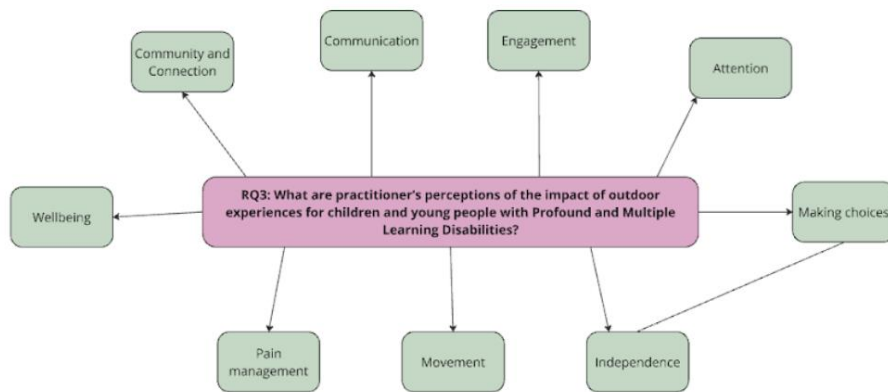 Communication
Engagement
Community and
Connection
Attention
RQ3: What are practitioner's perceptions of the impact of outdoor
experiences for children and young people with Profound and Multiple
Learning Disabilities?
Wellbeing
Making choices
Pain
management
Movement
Independence